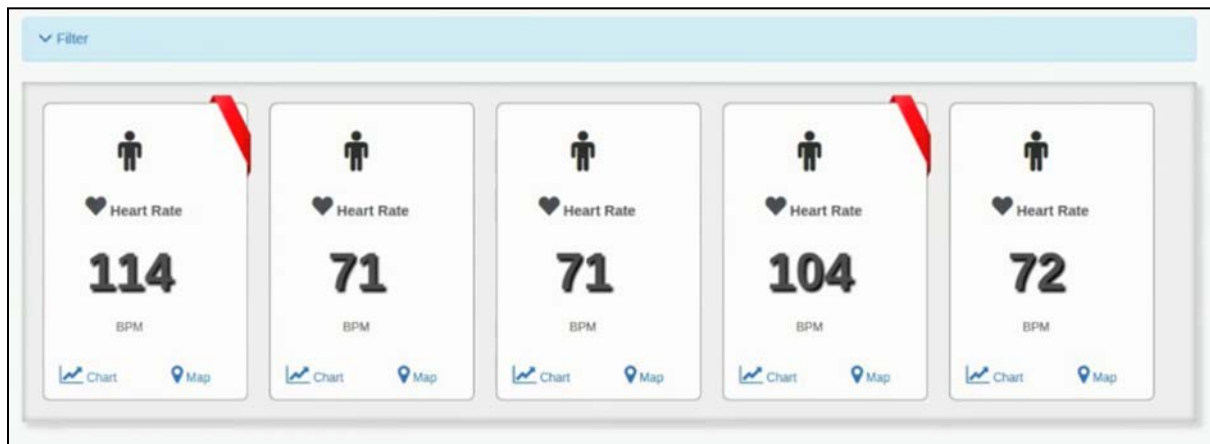 Filter
Heart Rate
114
BPM
Chart Map
Heart Rate
71
BPM
Chart Map
Heart Rate
71
BPM
Chart Map
Heart Rate
104
BPM
Chart Map
Heart Rate
72
BPM
Chart Map